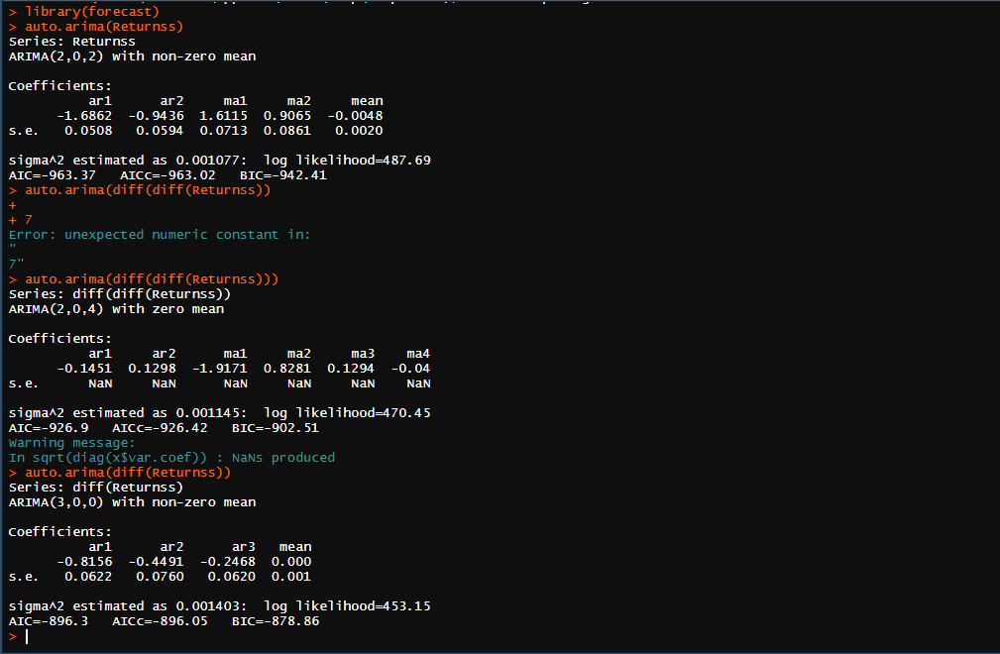 > library(forecast)
> auto.arima(Returnss)
Series: Returnss
ARIMA(2,0,2) with non-zero mean

Coefficients:
          ar1      ar2     ma1     ma2     mean
      -1.6862  -0.9436  1.6115  0.9065  -0.0048
s.e.   0.0508   0.0594  0.0713  0.0861   0.0020

sigma^2 estimated as 0.001077:  log likelihood=487.69
AIC=-963.37   AICc=-963.02   BIC=-942.41
> auto.arima(diff(diff(Returnss))
+
+ 7
Error: unexpected numeric constant in:
"
7"
> auto.arima(diff(diff(Returnss)))
Series: diff(diff(Returnss))
ARIMA(2,0,4) with zero mean

Coefficients:
          ar1     ar2      ma1     ma2     ma3    ma4
      -0.1451  0.1298  -1.9171  0.8281  0.1294  -0.04
s.e.      NaN     NaN      NaN     NaN     NaN    NaN

sigma^2 estimated as 0.001145:  log likelihood=470.45
AIC=-926.9   AICc=-926.42   BIC=-902.51
Warning message:
In sqrt(diag(x$var.coef)) : NaNs produced
> auto.arima(diff(Returnss))
Series: diff(Returnss)
ARIMA(3,0,0) with non-zero mean

Coefficients:
          ar1      ar2      ar3   mean
      -0.8156  -0.4491  -0.2468  0.000
s.e.   0.0622   0.0760   0.0620  0.001

sigma^2 estimated as 0.001403:  log likelihood=453.15
AIC=-896.3   AICc=-896.05   BIC=-878.86
>